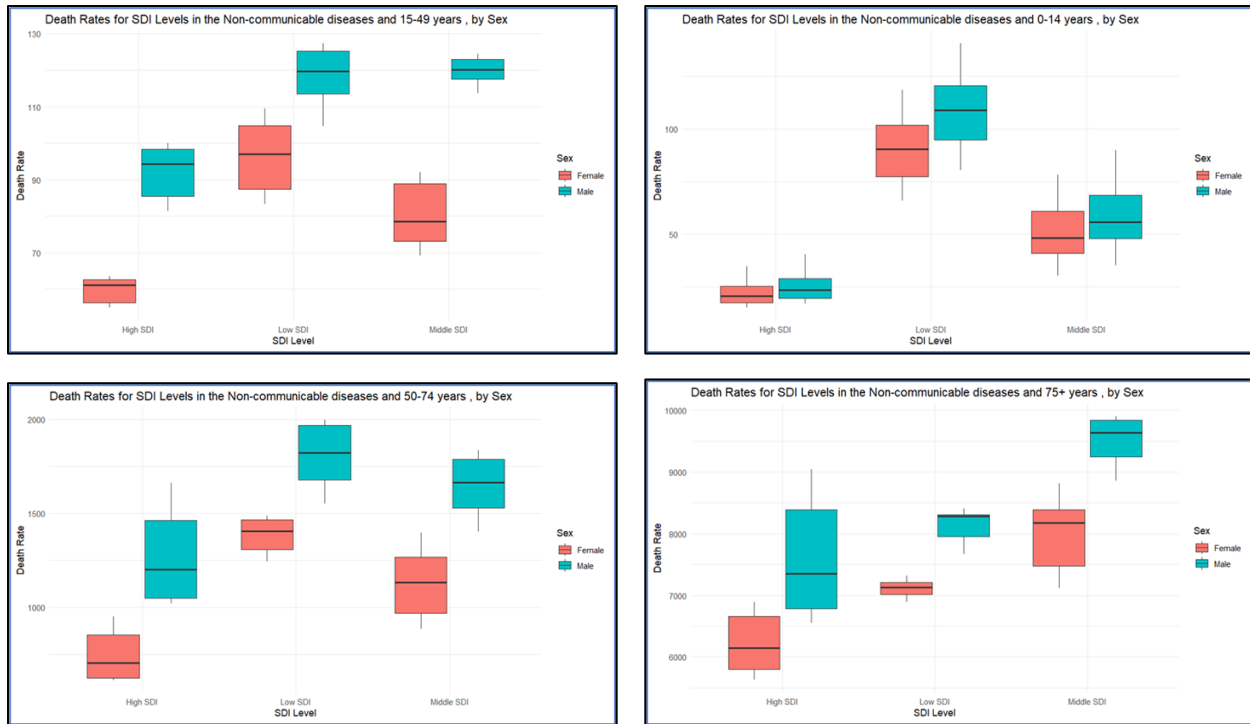 Death Rates for SDI Levels in the Non-communicable diseases and 15-49 years , by Sex
130
110
90
70
Death Rate
High SDI
Low SDI
Middle SDI
SDI Level
Sex
Female
Male
Death Rates for SDI Levels in the Non-communicable diseases and 0-14 years , by Sex
100
50
Death Rate
High SDI
Low SDI
Middle SDI
SDI Level
Sex
Female
Male
Death Rates for SDI Levels in the Non-communicable diseases and 50-74 years , by Sex
2000
1500
1000
Death Rate
High SDI
Low SDI
Middle SDI
SDI Level
Sex
Female
Male
Death Rates for SDI Levels in the Non-communicable diseases and 75+ years , by Sex
10000
9000
8000
7000
6000
Death Rate
High SDI
Low SDI
Middle SDI
SDI Level
Sex
Female
Male